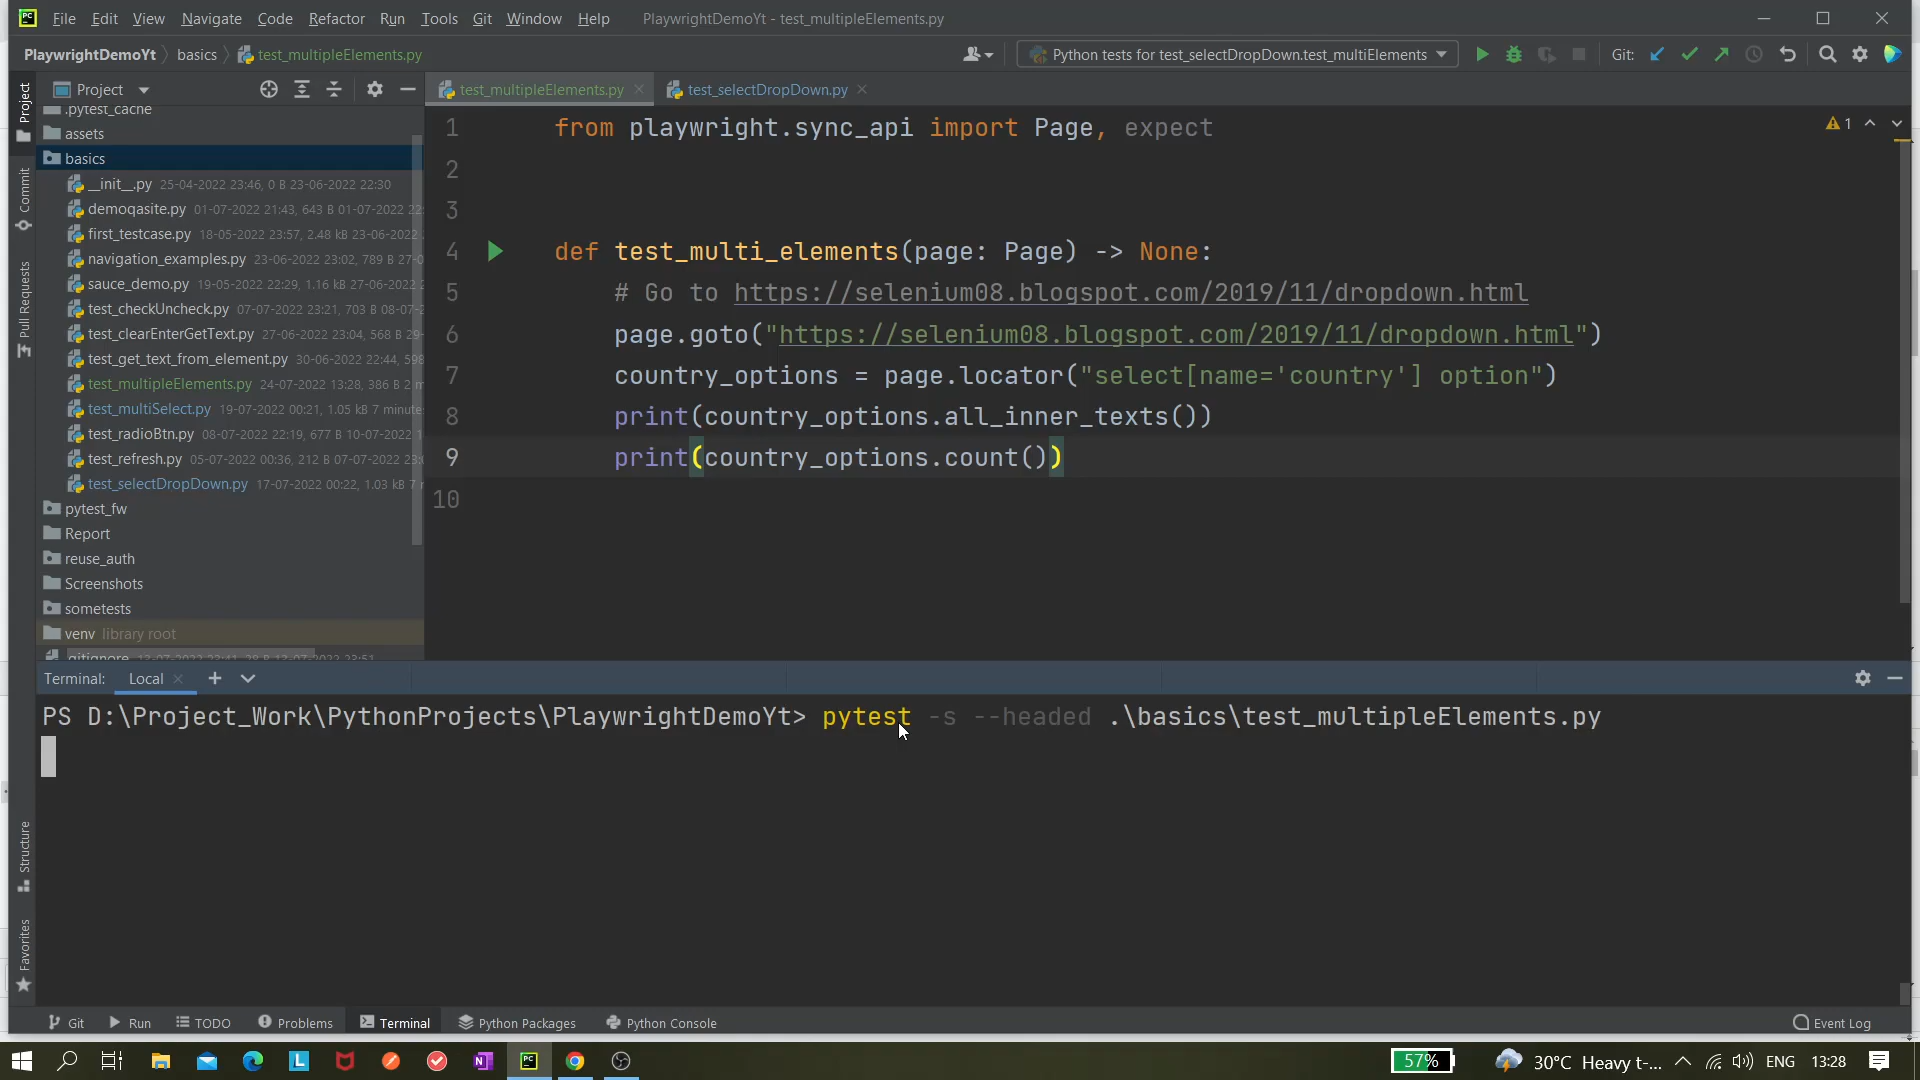 File Edit View Navigate Code Refactor Run Tools Git Window Help PlaywrightDemoYt - test_multipleElements.py
PlaywrightDemoYt basics test_multipleElements.py Python tests for test_selectDropDown.test_multiElements Git:
Project test_multipleElements.py test_selectDropDown.py
.pytest_cache
assets
basics
__init__.py 25-04-2022 23:46, 0 B 23-06-2022 22:30
demoqasite.py 01-07-2022 21:43, 643 B 01-07-2022 22:
first_testcase.py 18-05-2022 23:57, 2.48 kB 23-06-2022
navigation_examples.py 23-06-2022 23:02, 789 B 27-0
sauce_demo.py 19-05-2022 22:29, 1.16 kB 27-06-2022
test_checkUncheck.py 07-07-2022 23:21, 703 B 08-07-
test_clearEnterGetText.py 27-06-2022 23:04, 568 B 29-
test_get_text_from_element.py 30-06-2022 22:44, 598
test_multipleElements.py 24-07-2022 13:28, 386 B 2 m
test_multiSelect.py 19-07-2022 00:21, 1.05 kB 7 minute
test_radioBtn.py 08-07-2022 22:19, 677 B 10-07-2022 1
test_refresh.py 05-07-2022 00:36, 212 B 07-07-2022 23:
test_selectDropDown.py 17-07-2022 00:22, 1.03 kB 7
pytest_fw
Report
reuse_auth
Screenshots
sometests
venv library root
Project
Commit
Pull Requests
Structure
Favorites
1 from playwright.sync_api import Page, expect
2
3
4 def test_multi_elements(page: Page) -> None:
5 # Go to https://selenium08.blogspot.com/2019/11/dropdown.html
6 page.goto("https://selenium08.blogspot.com/2019/11/dropdown.html")
7 country_options = page.locator("select[name='country'] option")
8 print(country_options.all_inner_texts())
9 print(country_options.count())
10
1
Terminal: Local
PS D:\Project_Work\PythonProjects\PlaywrightDemoYt> pytest -s --headed .\basics\test_multipleElements.py
Git Run TODO Problems Terminal Python Packages Python Console Event Log
57% 30°C Heavy t-... ENG 13:28